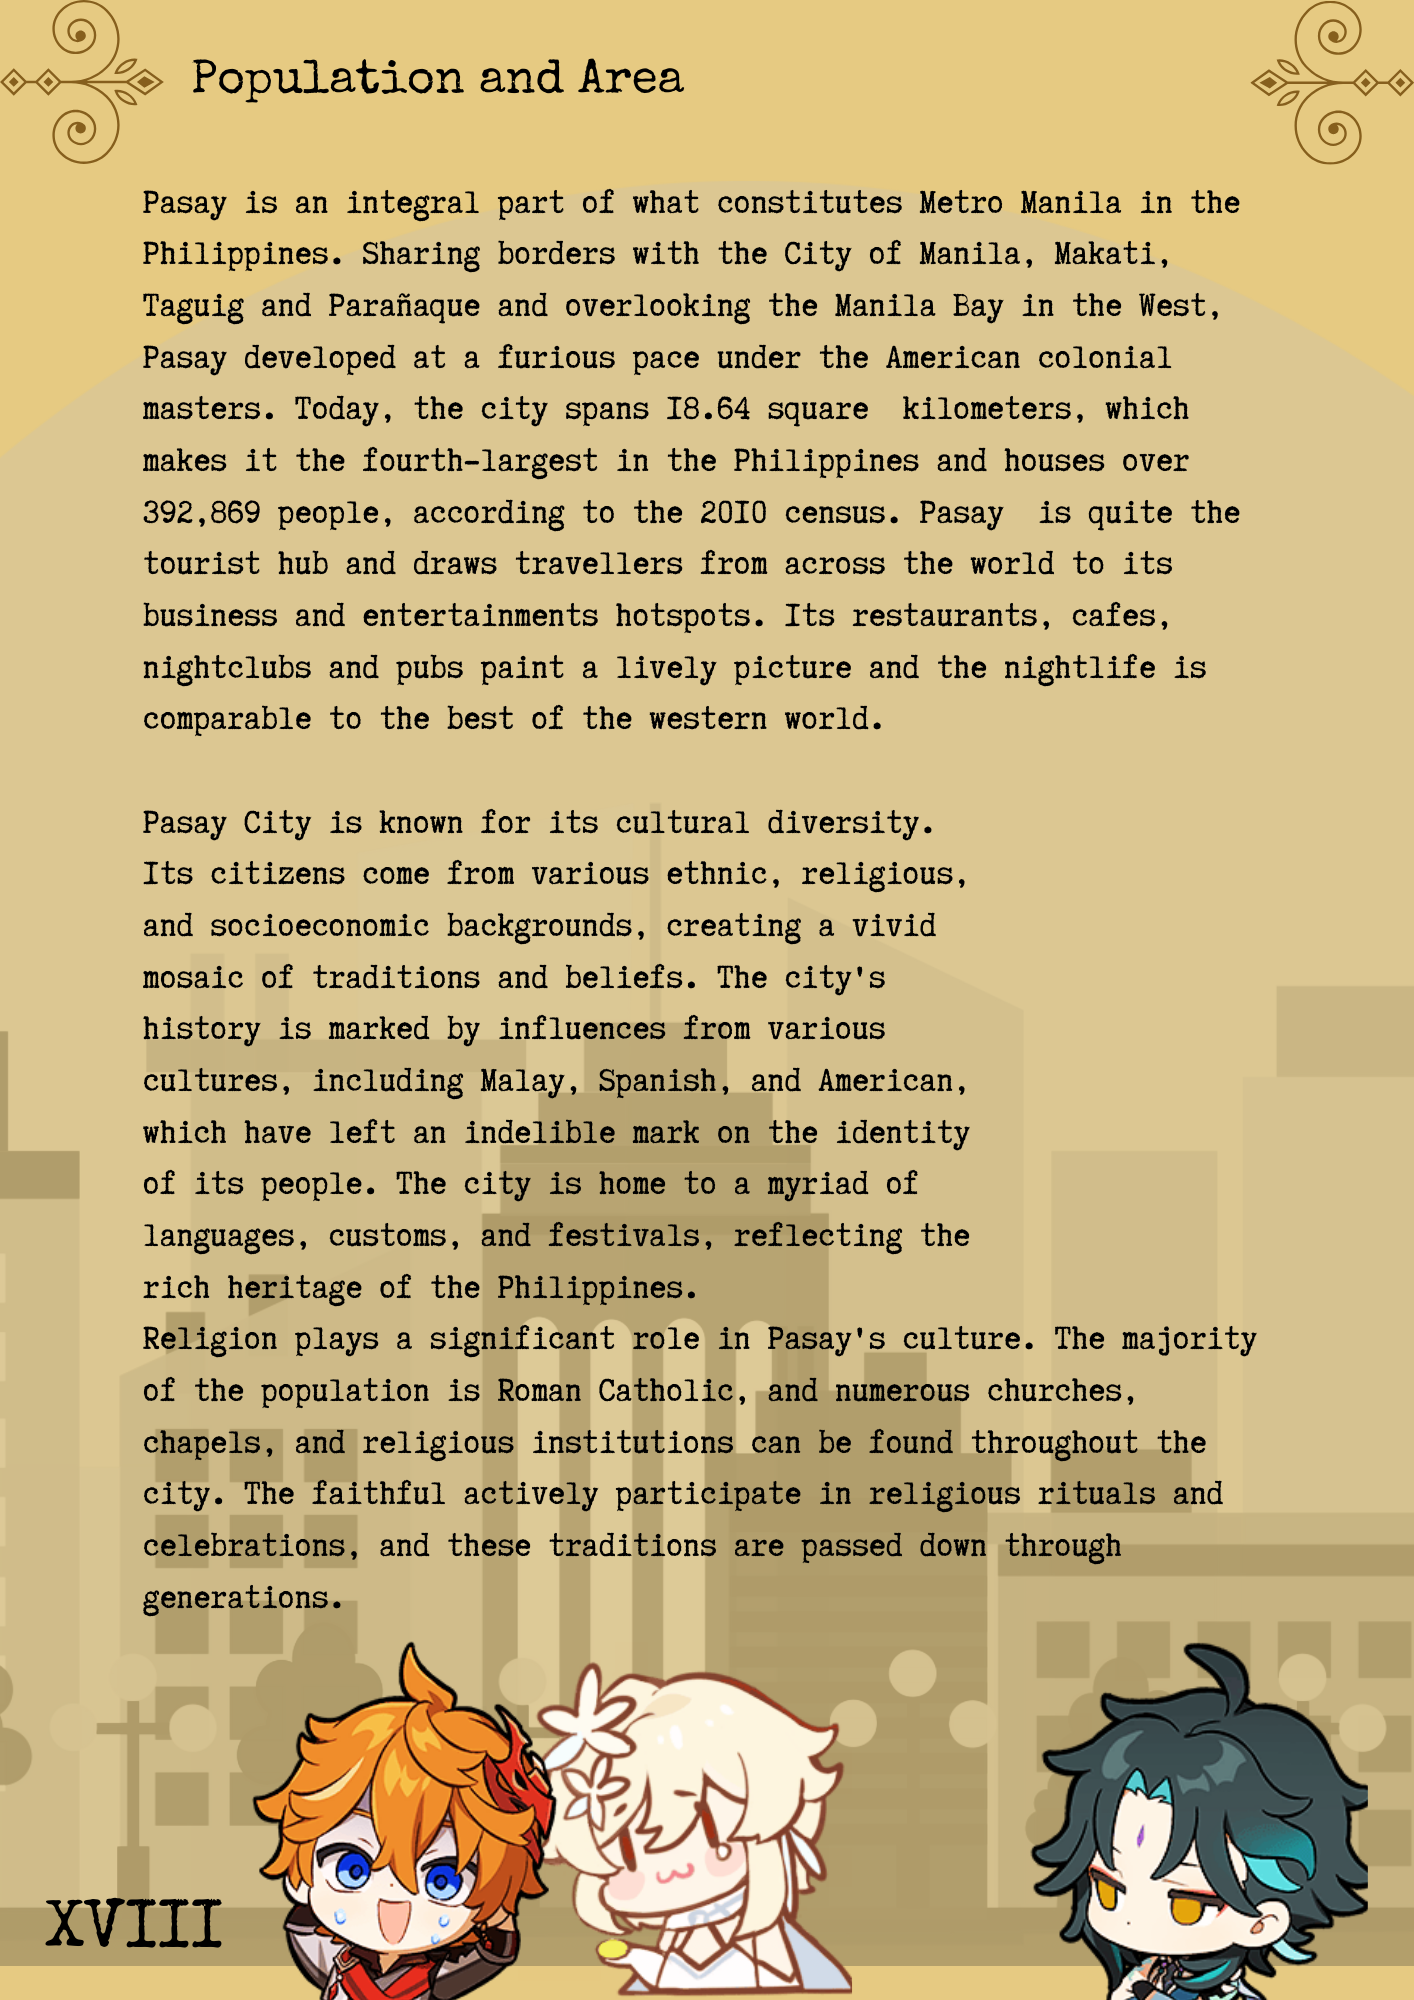 Population and Area
Pasay is an integral part of what constitutes Metro Manila in the
Philippines. Sharing borders with the City of Manila, Makati,
Taguig and Parañaque and overlooking the Manila Bay in the West,
Pasay developed at a furious pace under the American colonial
masters. Today, the city spans 18.64 square  kilometers, which
makes it the fourth-largest in the Philippines and houses over
392,869 people, according to the 2010 census. Pasay  is quite the
tourist hub and draws travellers from across the world to its
business and entertainments hotspots. Its restaurants, cafes,
nightclubs and pubs paint a lively picture and the nightlife is
comparable to the best of the western world.
Pasay City is known for its cultural diversity.
Its citizens come from various ethnic, religious,
and socioeconomic backgrounds, creating a vivid
mosaic of traditions and beliefs. The city's
history is marked by influences from various
cultures, including Malay, Spanish, and American,
which have left an indelible mark on the identity
of its people. The city is home to a myriad of
languages, customs, and festivals, reflecting the
rich heritage of the Philippines.
Religion plays a significant role in Pasay's culture. The majority
of the population is Roman Catholic, and numerous churches,
chapels, and religious institutions can be found throughout the
city. The faithful actively participate in religious rituals and
celebrations, and these traditions are passed down through
generations.
XVIII